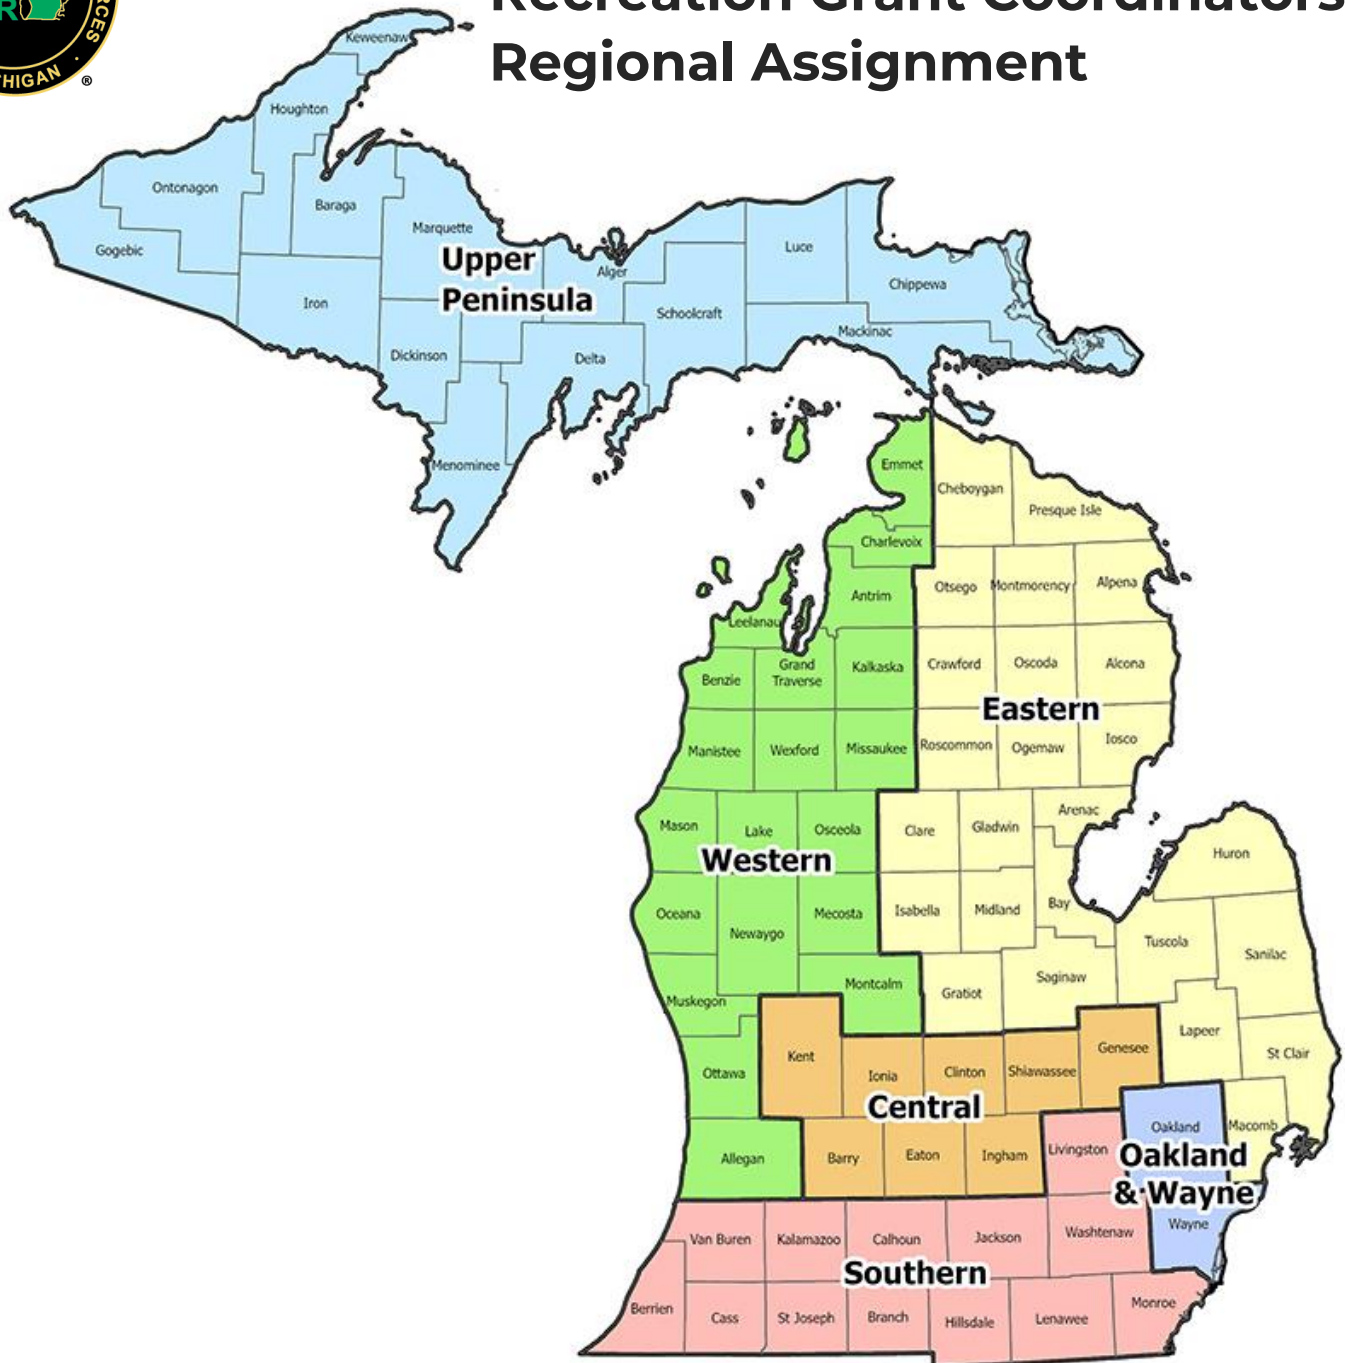 R
RCES
·
HIGAN
®
Recreation Grant Coordinators
Regional Assignment
Keweenaw
Houghton
Ontonagon
Baraga
Gogebic
Marquette
Iron
Upper
Peninsula
Alger
Luce
Chippewa
Schoolcraft
Mackinac
Dickinson
Delta
Menominee
Emmet
Cheboygan
Presque Isle
Charlevoix
Antrim
Otsego
Montmorency
Alpena
Leelanau
Benzie
Grand
Traverse
Kalkaska
Crawford
Oscoda
Alcona
Eastern
Manistee
Wexford
Missaukee
Roscommon
Ogemaw
Iosco
Mason
Lake
Osceola
Clare
Gladwin
Arenac
Western
Huron
Oceana
Newaygo
Mecosta
Isabella
Midland
Bay
Tuscola
Sanilac
Muskegon
Montcalm
Gratiot
Saginaw
Lapeer
St Clair
Ottawa
Kent
Ionia
Clinton
Shiawassee
Genesee
Central
Oakland
Macomb
Allegan
Barry
Eaton
Ingham
Livingston
Oakland
& Wayne
Wayne
Van Buren
Kalamazoo
Calhoun
Jackson
Washtenaw
Southern
Berrien
Cass
St Joseph
Branch
Hillsdale
Lenawee
Monroe